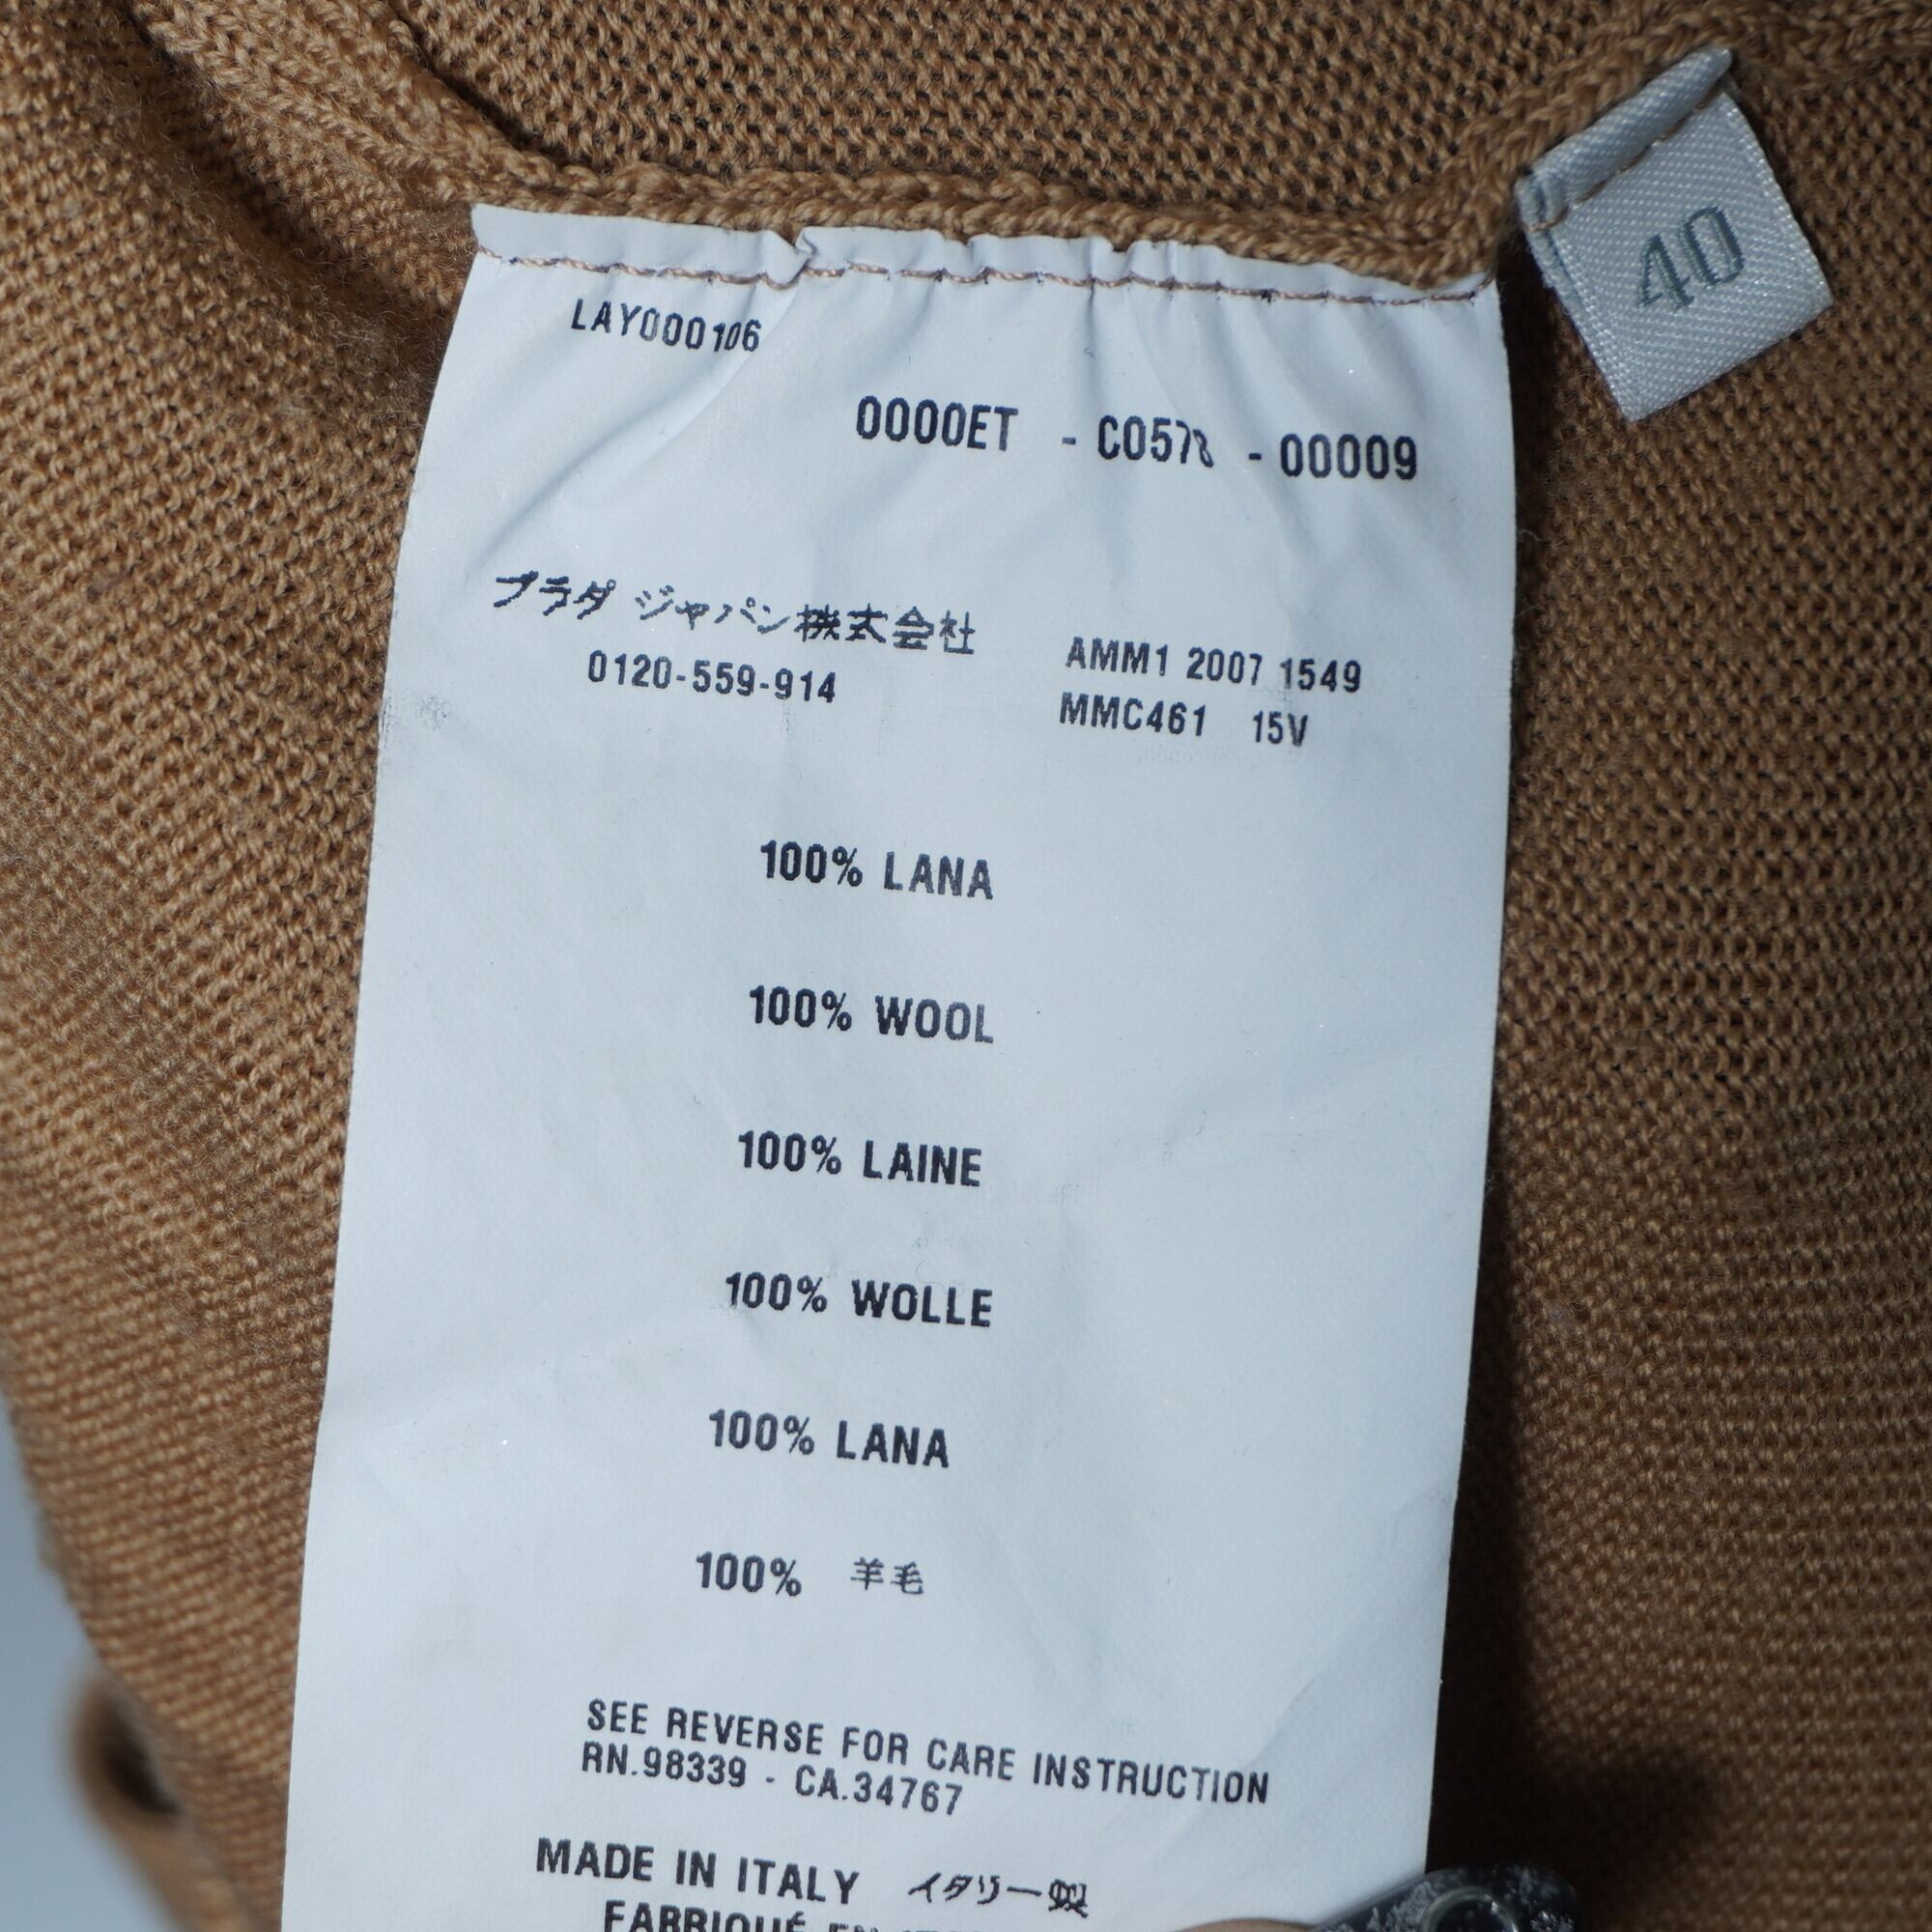 40
LAY000106
0000ET - C0578 - 00009
プラダ ジャパン株式会社
0120-559-914
AMM1 2007 1549
MMC461 15V
100% LANA
100% WOOL
100% LAINE
100% WOLLE
100% LANA
100% 羊毛
SEE REVERSE FOR CARE INSTRUCTION
RN.98339 - CA.34767
MADE IN ITALY イタリー製
FABRIQUÉ EN